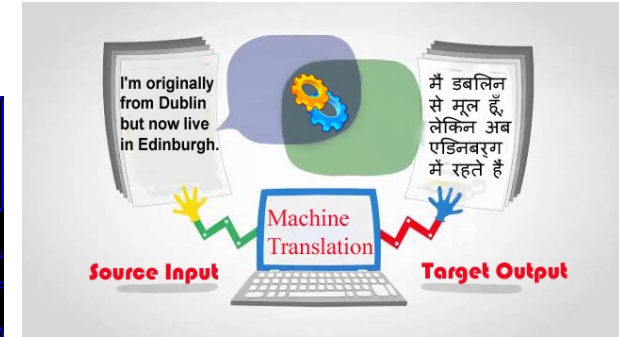 I'm originally
from Dublin
but now live
in Edinburgh.
मैं डबलिन
से मूल हूँ,
लेकिन अब
एडिनबर्ग
में रहते हैं
Machine
Translation
Source Input
Target Output